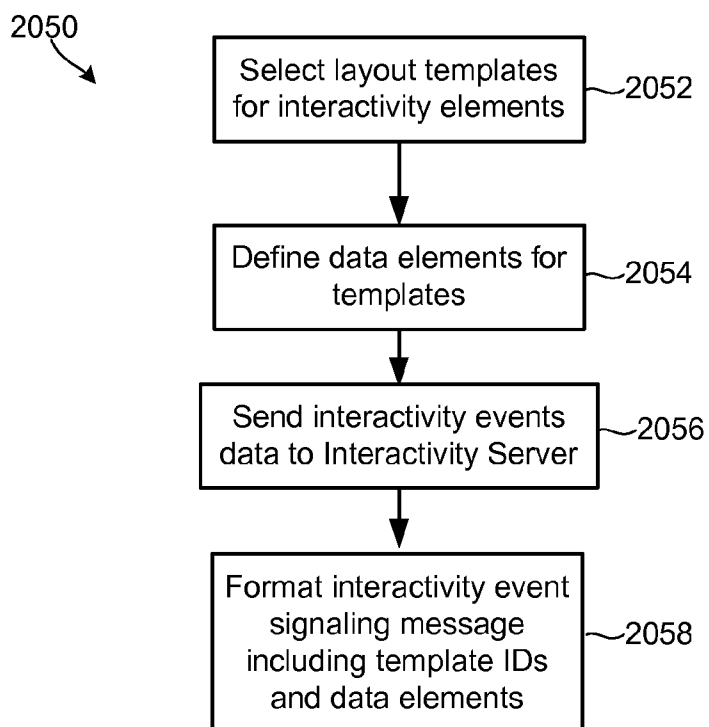 2050
Select layout templates
for interactivity elements
2052
Define data elements for
templates
2054
Send interactivity events
data to Interactivity Server
2056
Format interactivity event
signaling message
including template IDs
and data elements
2058